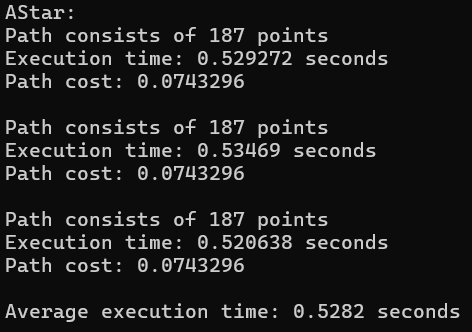 AStar:
Path consists of 187 points
Execution time: 0.529272 seconds
Path cost: 0.0743296
Path consists of 187 points
Execution time: 0.53469 seconds
Path cost: 0.0743296
Path consists of 187 points
Execution time: 0.520638 seconds
Path cost: 0.0743296
Average execution time: 0.5282 seconds